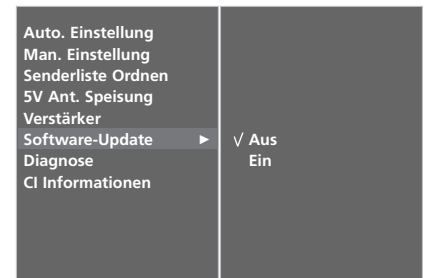 Auto. Einstellung
Man. Einstellung
Senderliste Ordnen
5V Ant. Speisung
Verstärker
Software-Update ► √ Aus
Diagnose Ein
CI Informationen